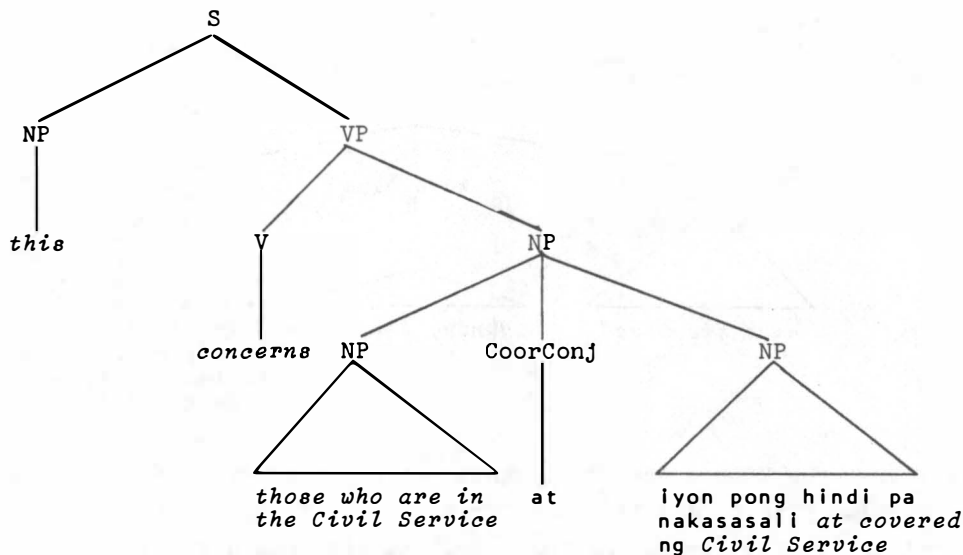 S
NP VP
this V NP
concerns NP CoorConj NP
those who are in at iyon pong hindi pa
the Civil Service nakasasali at covered
ng Civil Service